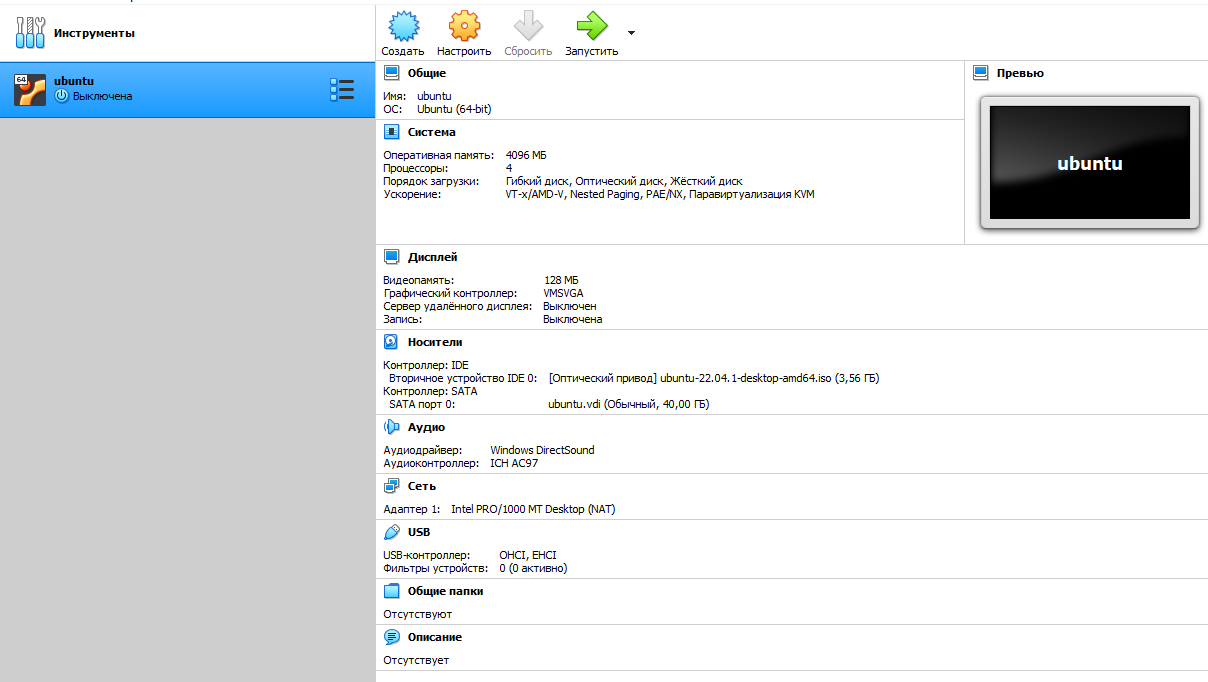 Инструменты
64
ubuntu
Выключена
Создать Настроить Сбросить Запустить
Общие
Имя: ubuntu
ОС: Ubuntu (64-bit)
Система
Оперативная память: 4096 МБ
Процессоры: 4
Порядок загрузки: Гибкий диск, Оптический диск, Жёсткий диск
Ускорение: VT-x/AMD-V, Nested Paging, PAE/NX, Паравиртуализация KVM
Превью
ubuntu
Дисплей
Видеопамять: 128 МБ
Графический контроллер: VMSVGA
Сервер удалённого дисплея: Выключен
Запись: Выключена
Носители
Контроллер: IDE
Вторичное устройство IDE 0: [Оптический привод] ubuntu-22.04.1-desktop-amd64.iso (3,56 ГБ)
Контроллер: SATA
SATA порт 0: ubuntu.vdi (Обычный, 40,00 ГБ)
Аудио
Аудиодрайвер: Windows DirectSound
Аудиоконтроллер: ICH AC97
Сеть
Адаптер 1: Intel PRO/1000 MT Desktop (NAT)
USB
USB-контроллер: OHCI, EHCI
Фильтры устройств: 0 (0 активно)
Общие папки
Отсутствуют
Описание
Отсутствует